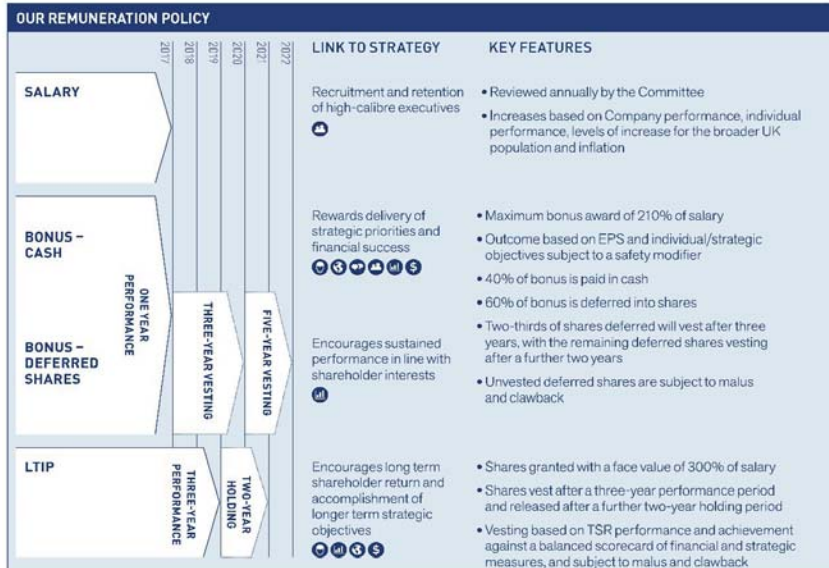 OUR REMUNERATION POLICY
2017
2018
2019
2020
2021
2022
LINK TO STRATEGY
KEY FEATURES
SALARY
Recruitment and retention
of high-calibre executives
• Reviewed annually by the Committee
• Increases based on Company performance, individual
performance, levels of increase for the broader UK
population and inflation
BONUS –
CASH
BONUS –
DEFERRED
SHARES
ONE YEAR
PERFORMANCE
THREE-YEAR VESTING
FIVE-YEAR VESTING
Rewards delivery of
strategic priorities and
financial success
$
Encourages sustained
performance in line with
shareholder interests
• Maximum bonus award of 210% of salary
• Outcome based on EPS and individual/strategic
objectives subject to a safety modifier
• 40% of bonus is paid in cash
• 60% of bonus is deferred into shares
• Two-thirds of shares deferred will vest after three
years, with the remaining deferred shares vesting
after a further two years
• Unvested deferred shares are subject to malus
and clawback
LTIP
THREE-YEAR
PERFORMANCE
TWO-YEAR
HOLDING
Encourages long term
shareholder return and
accomplishment of
longer term strategic
objectives
$
• Shares granted with a face value of 300% of salary
• Shares vest after a three-year performance period
and released after a further two-year holding period
• Vesting based on TSR performance and achievement
against a balanced scorecard of financial and strategic
measures, and subject to malus and clawback